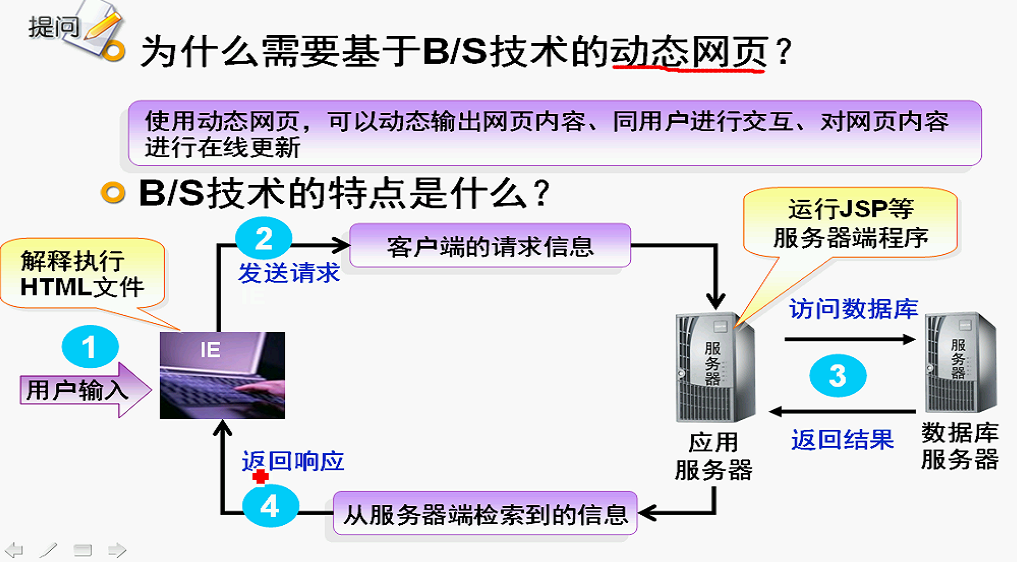 提问
为什么需要基于B/S技术的动态网页？
使用动态网页，可以动态输出网页内容、同用户进行交互、对网页内容
进行在线更新
B/S技术的特点是什么？
运行JSP等
服务器端程序
2
客户端的请求信息
解释执行
HTML文件
发送请求
访问数据库
1
IE
服务器
服务器
3
用户输入
应用
服务器
返回结果
数据库
服务器
返回响应
4
从服务器端检索到的信息